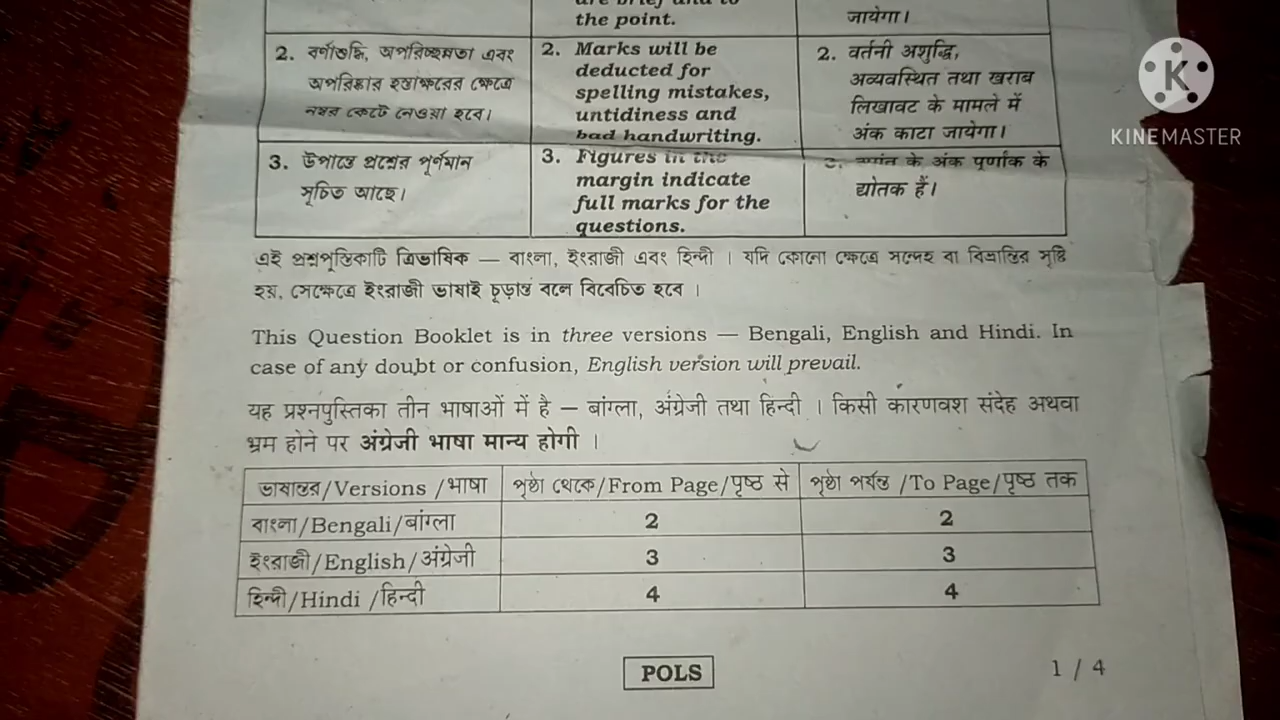 are brief and to
the point.
जायेगा।
2. বর্ণাশুদ্ধি, অপরিচ্ছন্নতা এবং
অপরিষ্কার হস্তাক্ষরের ক্ষেত্রে
নম্বর কেটে নেওয়া হবে।
2. Marks will be
deducted for
spelling mistakes,
untidiness and
bad handwriting.
2. वर्तनी अशुद्धि,
अव्यवस्थित तथा खराब
लिखावट के मामले में
अंक काटा जायेगा।
3. উপান্তে প্রশ্নের পূর্ণমান
সূচিত আছে।
3. Figures in the
margin indicate
full marks for the
questions.
के अंक पूर्णांक के
द्योतक हैं।
এই প্রশ্নপুস্তিকাটি ত্রিভাষিক — বাংলা, ইংরাজী এবং হিন্দী । যদি কোনো ক্ষেত্রে সন্দেহ বা বিভ্রান্তির সৃষ্টি
হয়, সেক্ষেত্রে ইংরাজী ভাষাই চূড়ান্ত বলে বিবেচিত হবে ।
This Question Booklet is in three versions — Bengali, English and Hindi. In
case of any doubt or confusion, English version will prevail.
यह प्रश्नपुस्तिका तीन भाषाओं में है – बांग्ला, अंग्रेजी तथा हिन्दी । किसी कारणवश संदेह अथवा
भ्रम होने पर अंग्रेजी भाषा मान्य होगी ।
ভাষান্তর/Versions /भाषा পৃষ্ঠা থেকে/From Page/पृष्ठ से পৃষ্ঠা পর্যন্ত /To Page/पृष्ठ तक
বাংলা/Bengali/बांग्ला 2 2
ইংরাজী/English/अंग्रेजी 3 3
হিন্দী/Hindi /हिन्दी 4 4
POLS
1 / 4
K
KINEMASTER